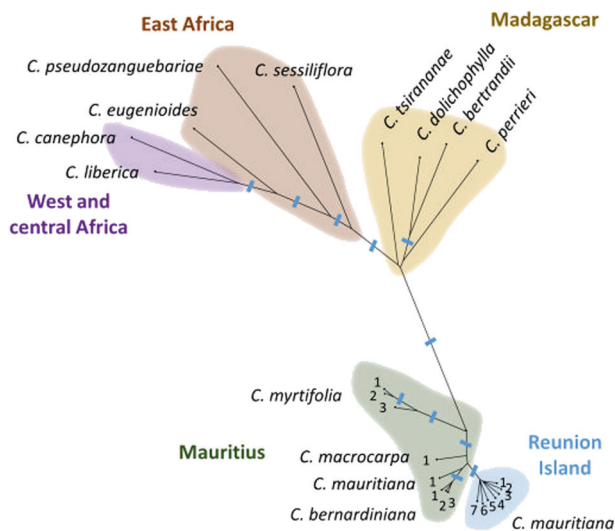 East Africa
Madagascar
C. pseudozanguebariae
C. sessiliflora
C. tsirananae
C. dolichophylla
C. bertrandii
C. perrieri
C. eugenioides
C. canephora
C. liberica
West and
central Africa
1
2
3
C. myrtifolia
Mauritius
C. macrocarpa
1
C. mauritiana
1
C. bernardiniana
1 2 3
Reunion
Island
1
2
3
7 6 5 4
C. mauritiana